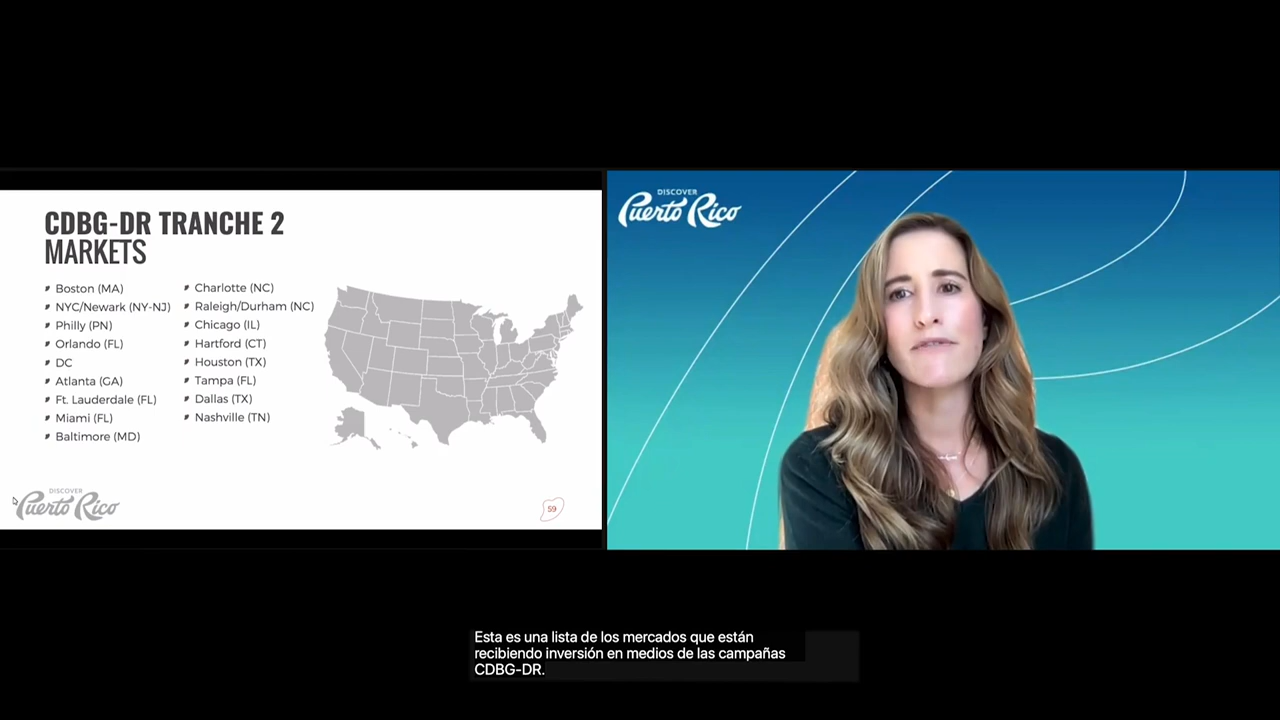 CDBG-DR TRANCHE 2
MARKETS
Boston (MA)
NYC/Newark (NY-NJ)
Philly (PN)
Orlando (FL)
DC
Atlanta (GA)
Ft. Lauderdale (FL)
Miami (FL)
Baltimore (MD)
Charlotte (NC)
Raleigh/Durham (NC)
Chicago (IL)
Hartford (CT)
Houston (TX)
Tampa (FL)
Dallas (TX)
Nashville (TN)
DISCOVER
Puerto Rico
59
DISCOVER
Puerto Rico
Esta es una lista de los mercados que están
recibiendo inversión en medios de las campañas
CDBG-DR.